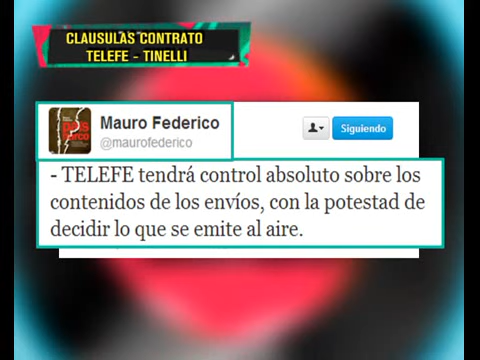 CLAUSULAS CONTRATO
TELEFE - TINELLI
Mauro Federico
@maurofederico
Siguiendo
- TELEFE tendrá control absoluto sobre los
contenidos de los envíos, con la potestad de
decidir lo que se emite al aire.